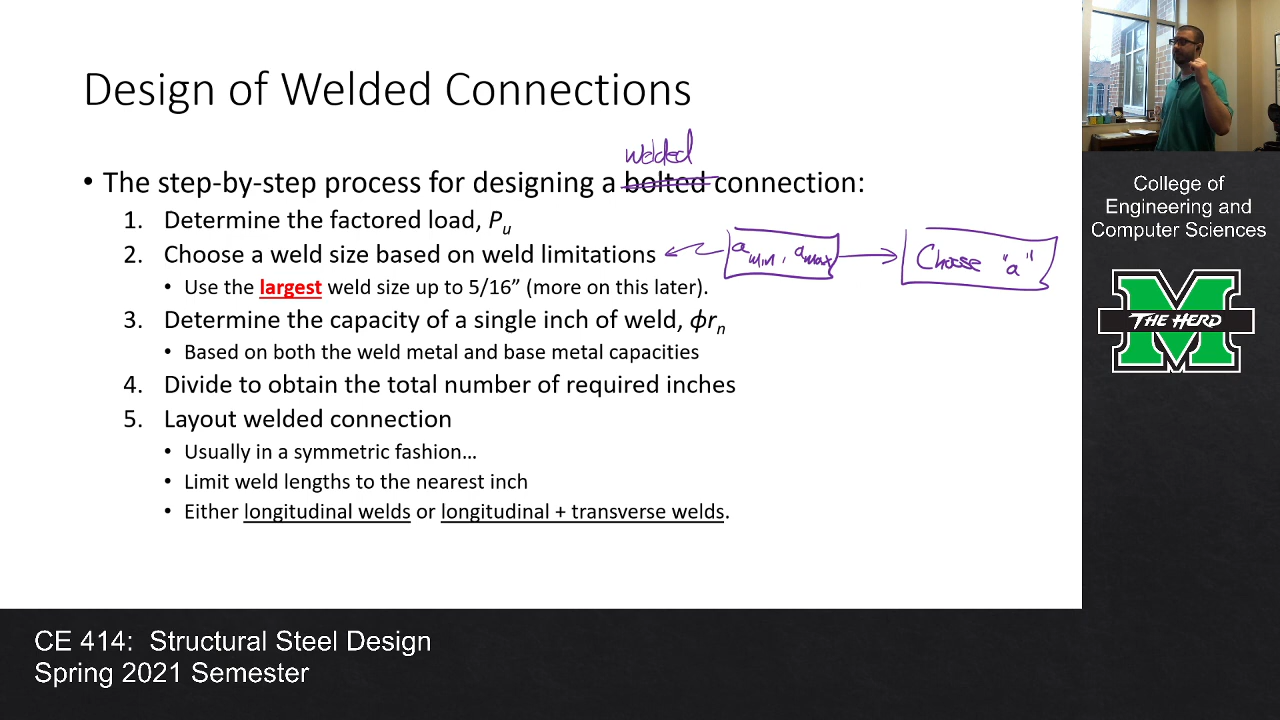 Design of Welded Connections
welded
• The step-by-step process for designing a bolted connection:
1. Determine the factored load, Pu
2. Choose a weld size based on weld limitations
amin, amax
Choose "a"
• Use the largest weld size up to 5/16” (more on this later).
3. Determine the capacity of a single inch of weld, ϕrn
• Based on both the weld metal and base metal capacities
4. Divide to obtain the total number of required inches
5. Layout welded connection
• Usually in a symmetric fashion…
• Limit weld lengths to the nearest inch
• Either longitudinal welds or longitudinal + transverse welds.
College of
Engineering and
Computer Sciences
M
THE HERD
CE 414: Structural Steel Design
Spring 2021 Semester